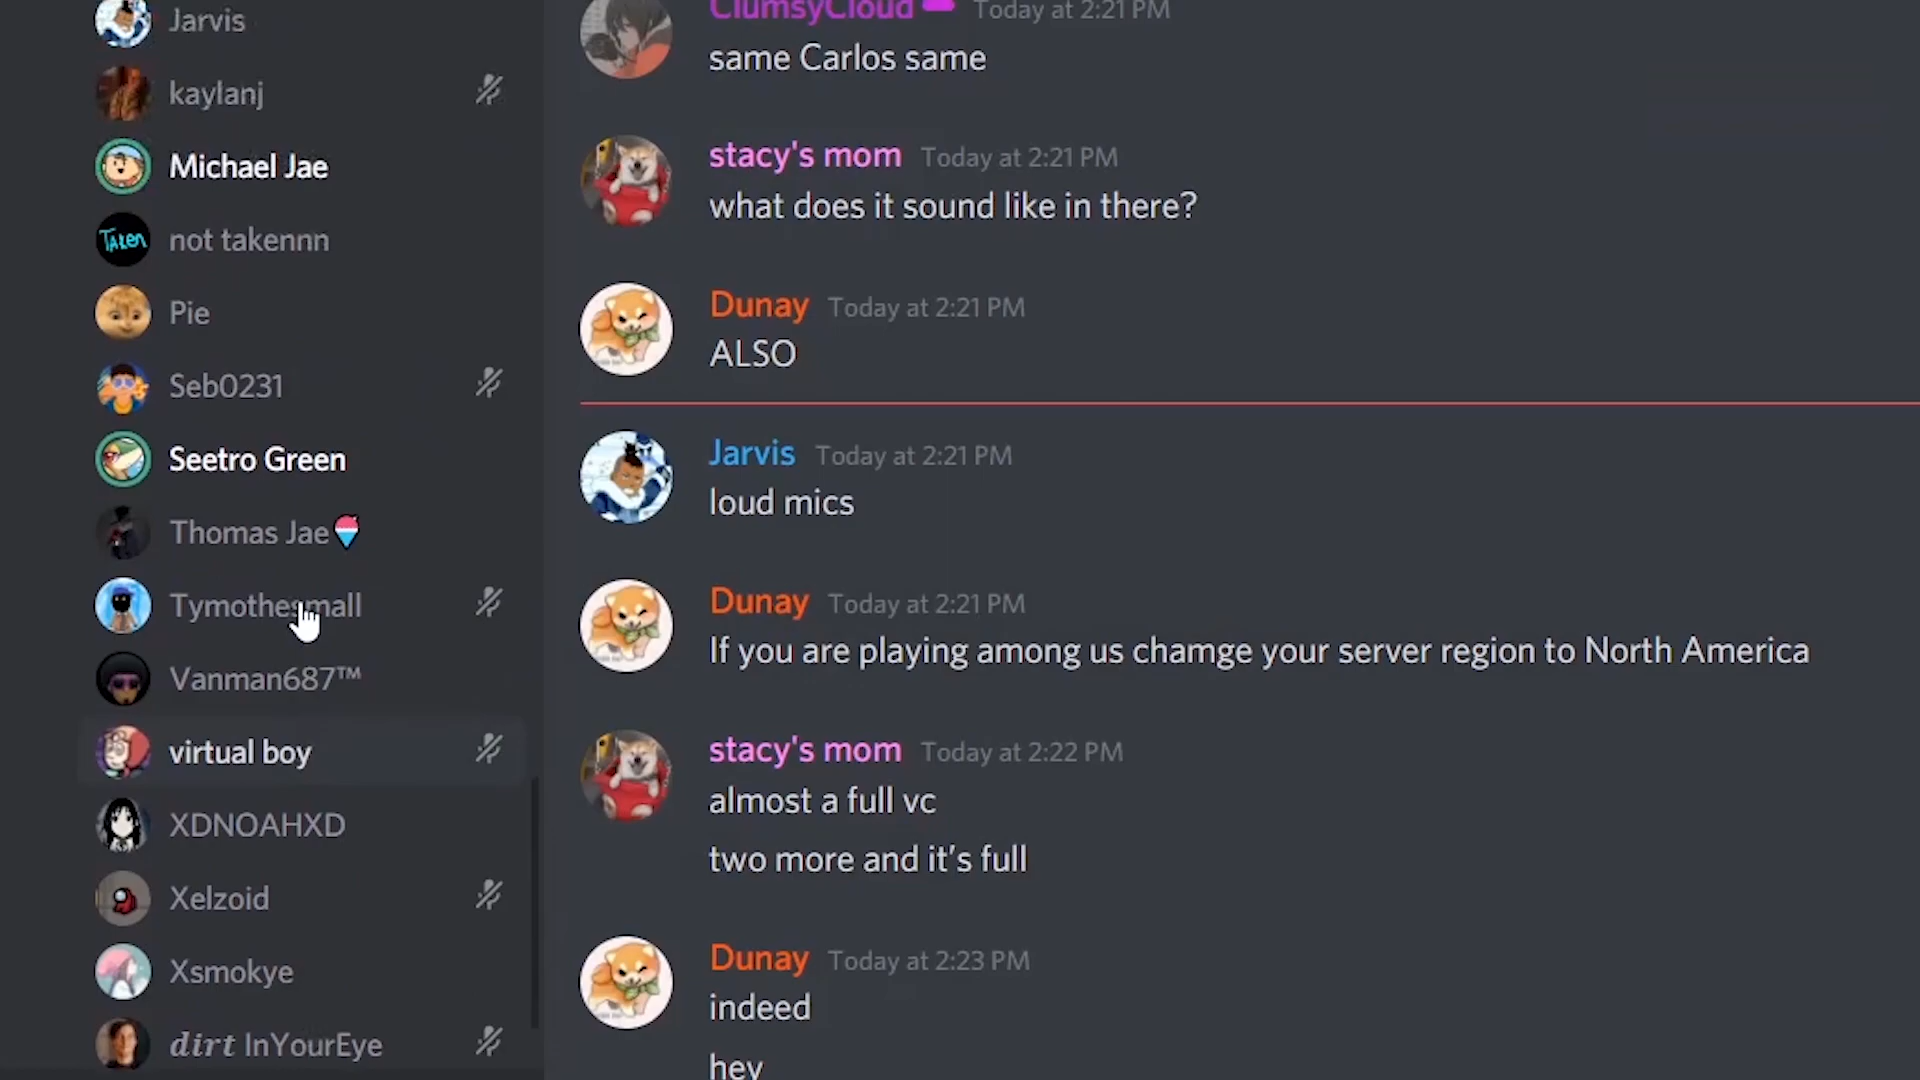 Jarvis
kaylanj
Michael Jae
Taken
not takennn
Pie
Seb0231
Seetro Green
Thomas Jae
Tymothesmall
Vanman687™
virtual boy
XDNOAHXD
Xelzoid
Xsmokye
dirt InYourEye
ClumsyCloud Today at 2:21 PM
same Carlos same
stacy's mom Today at 2:21 PM
what does it sound like in there?
Dunay Today at 2:21 PM
ALSO
Jarvis Today at 2:21 PM
loud mics
Dunay Today at 2:21 PM
If you are playing among us chamge your server region to North America
stacy's mom Today at 2:22 PM
almost a full vc
two more and it's full
Dunay Today at 2:23 PM
indeed
hey